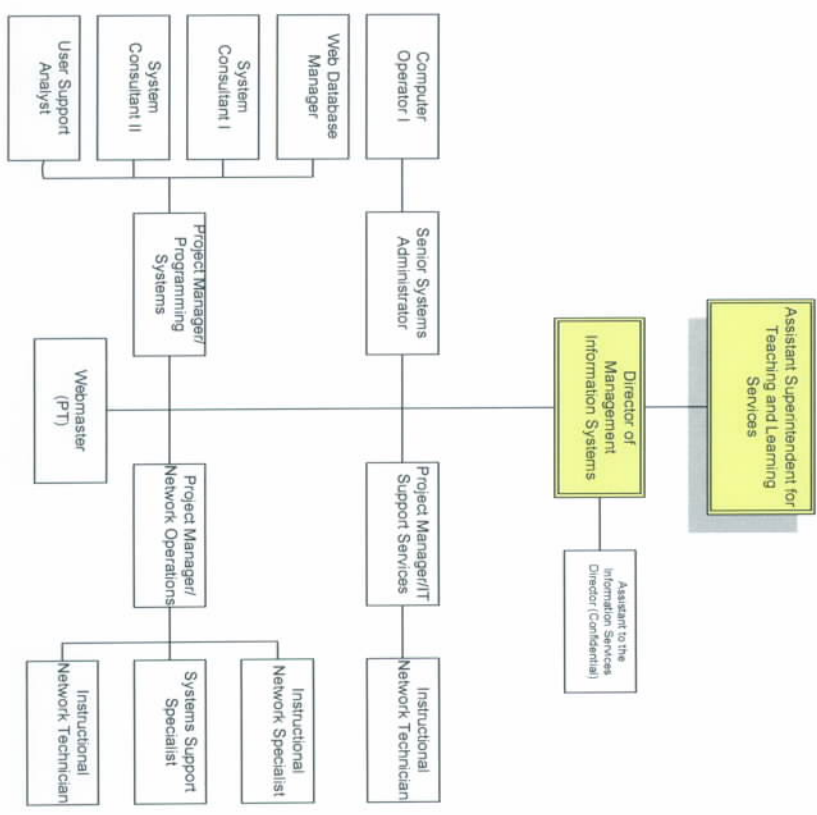 Assistant Superintendent for
Teaching and Learning
Services
Director of
Management
Information Systems
Assistant to the
Information Services
Director (Confidential)
Computer
Operator I
Senior Systems
Administrator
Project Manager/IT
Support Services
Instructional
Network Technician
Web Database
Manager
System
Consultant I
System
Consultant II
User Support
Analyst
Project Manager/
Programming
Systems
Project Manager/
Network Operations
Instructional
Network Specialist
Systems Support
Specialist
Instructional
Network Technician
Webmaster
(PT)